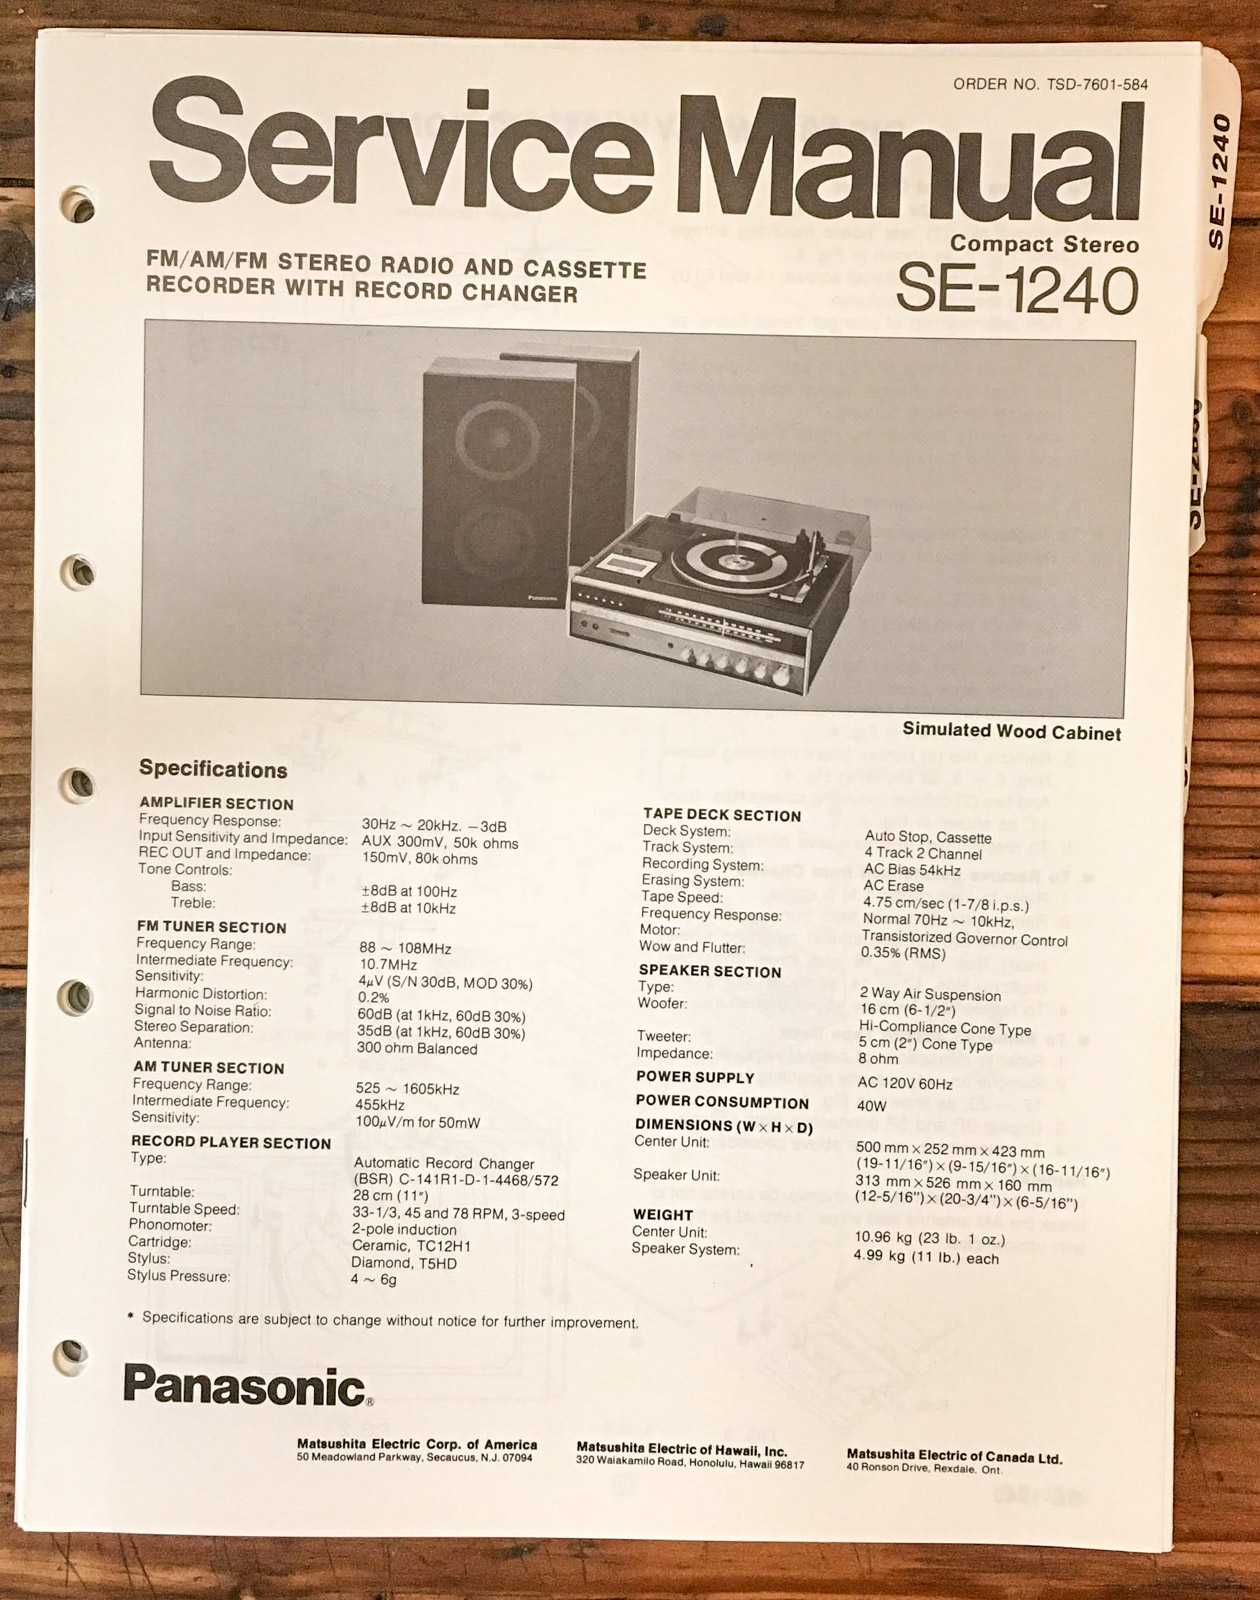 ORDER NO. TSD-7601-584
Service Manual
Compact Stereo
SE-1240
FM/AM/FM STEREO RADIO AND CASSETTE
RECORDER WITH RECORD CHANGER
SE-1240
Panasonic
Simulated Wood Cabinet
Specifications
AMPLIFIER SECTION
Frequency Response: 30Hz ~ 20kHz. −3dB
Input Sensitivity and Impedance: AUX 300mV, 50k ohms
REC OUT and Impedance: 150mV, 80k ohms
Tone Controls:
Bass: ±8dB at 100Hz
Treble: ±8dB at 10kHz
FM TUNER SECTION
Frequency Range: 88 ~ 108MHz
Intermediate Frequency: 10.7MHz
Sensitivity: 4μV (S/N 30dB, MOD 30%)
Harmonic Distortion: 0.2%
Signal to Noise Ratio: 60dB (at 1kHz, 60dB 30%)
Stereo Separation: 35dB (at 1kHz, 60dB 30%)
Antenna: 300 ohm Balanced
AM TUNER SECTION
Frequency Range: 525 ~ 1605kHz
Intermediate Frequency: 455kHz
Sensitivity: 100μV/m for 50mW
RECORD PLAYER SECTION
Type: Automatic Record Changer
(BSR) C-141R1-D-1-4468/572
Turntable: 28 cm (11")
Turntable Speed: 33-1/3, 45 and 78 RPM, 3-speed
Phonomoter: 2-pole induction
Cartridge: Ceramic, TC12H1
Stylus: Diamond, T5HD
Stylus Pressure: 4 ~ 6g
TAPE DECK SECTION
Deck System: Auto Stop, Cassette
Track System: 4 Track 2 Channel
Recording System: AC Bias 54kHz
Erasing System: AC Erase
Tape Speed: 4.75 cm/sec (1-7/8 i.p.s.)
Frequency Response: Normal 70Hz ~ 10kHz,
Motor: Transistorized Governor Control
Wow and Flutter: 0.35% (RMS)
SPEAKER SECTION
Type: 2 Way Air Suspension
Woofer: 16 cm (6-1/2")
Hi-Compliance Cone Type
Tweeter: 5 cm (2") Cone Type
Impedance: 8 ohm
POWER SUPPLY AC 120V 60Hz
POWER CONSUMPTION 40W
DIMENSIONS (W×H×D)
Center Unit: 500 mm×252 mm×423 mm
(19-11/16")×(9-15/16")×(16-11/16")
Speaker Unit: 313 mm×526 mm×160 mm
(12-5/16")×(20-3/4")×(6-5/16")
WEIGHT
Center Unit: 10.96 kg (23 lb. 1 oz.)
Speaker System: 4.99 kg (11 lb.) each
* Specifications are subject to change without notice for further improvement.
Panasonic®
Matsushita Electric Corp. of America
50 Meadowland Parkway, Secaucus, N.J. 07094
Matsushita Electric of Hawaii, Inc.
320 Waiakamilo Road, Honolulu, Hawaii 96817
Matsushita Electric of Canada Ltd.
40 Ronson Drive, Rexdale, Ont.